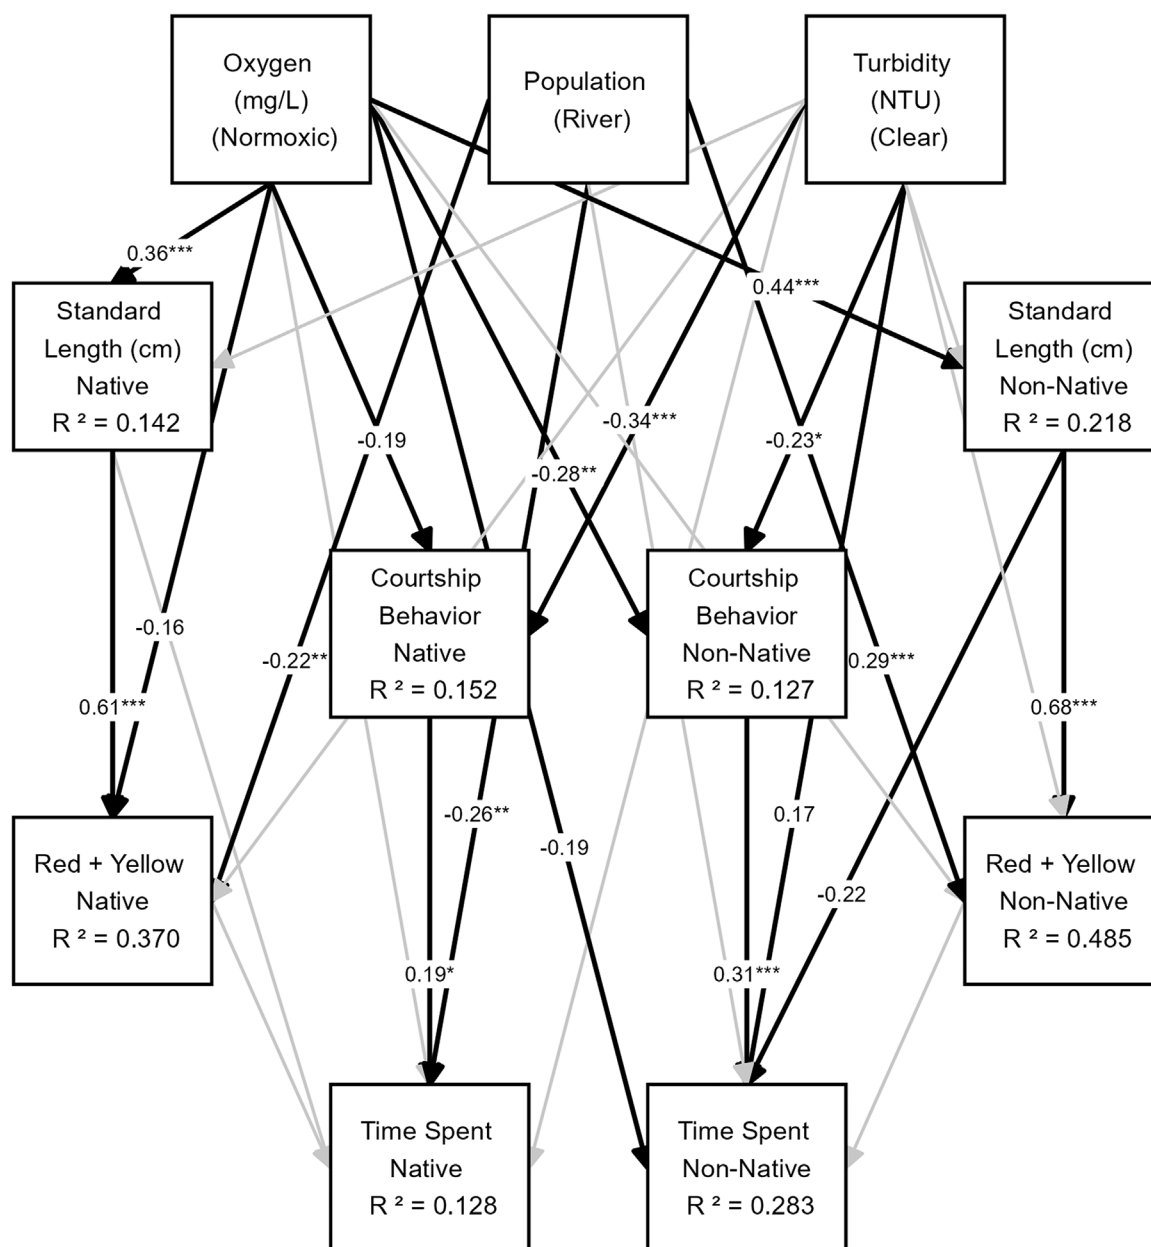 Oxygen
(mg/L)
(Normoxic)
Population
(River)
Turbidity
(NTU)
(Clear)
0.36***
0.44***
Standard
Length (cm)
Native
R ² = 0.142
Standard
Length (cm)
Non-Native
R ² = 0.218
-0.19
-0.34***
-0.23*
-0.28**
Courtship
Behavior
Native
R ² = 0.152
Courtship
Behavior
Non-Native
R ² = 0.127
-0.16
-0.22**
0.29***
0.61***
0.68***
-0.26**
0.17
-0.19
-0.22
Red + Yellow
Native
R ² = 0.370
Red + Yellow
Non-Native
R ² = 0.485
0.19*
0.31***
Time Spent
Native
R ² = 0.128
Time Spent
Non-Native
R ² = 0.283